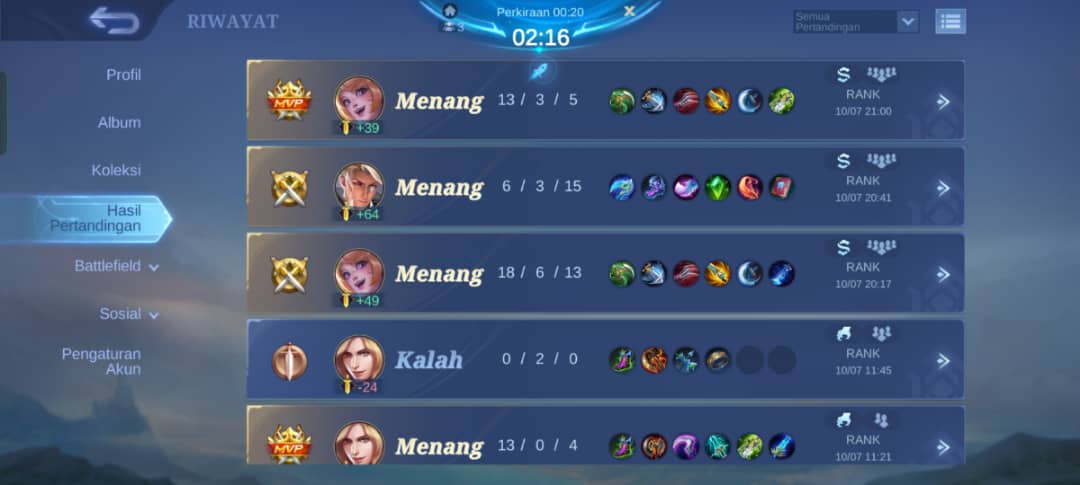 RIWAYAT
Perkiraan 00:20
3
02:16
Semua
Pertandingan
Profil
Album
Koleksi
Hasil
Pertandingan
Battlefield
Sosial
Pengaturan
Akun
MVP
+39
Menang
13 / 3 / 5
RANK
10/07 21:00
+64
Menang
6 / 3 / 15
RANK
10/07 20:41
+49
Menang
18 / 6 / 13
RANK
10/07 20:17
-24
Kalah
0 / 2 / 0
RANK
10/07 11:45
MVP
Menang
13 / 0 / 4
RANK
10/07 11:21